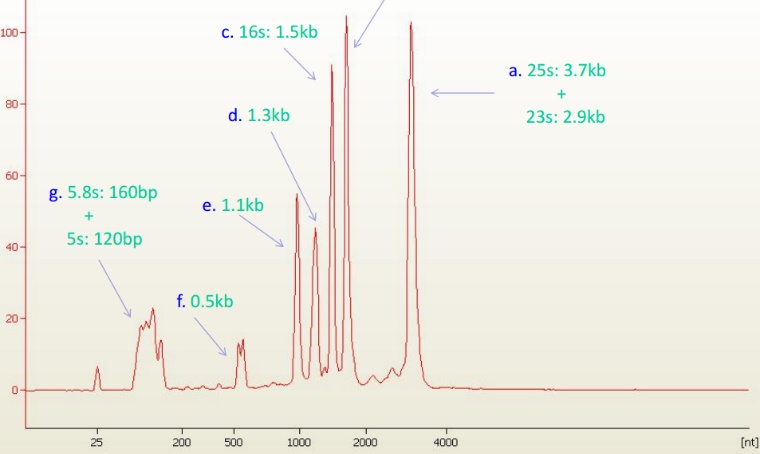 c. 16s: 1.5kb
a. 25s: 3.7kb
+
23s: 2.9kb
d. 1.3kb
g. 5.8s: 160bp
+
5s: 120bp
e. 1.1kb
f. 0.5kb
100
80
60
40
20
0
25 200 500 1000 2000 4000 [nt]